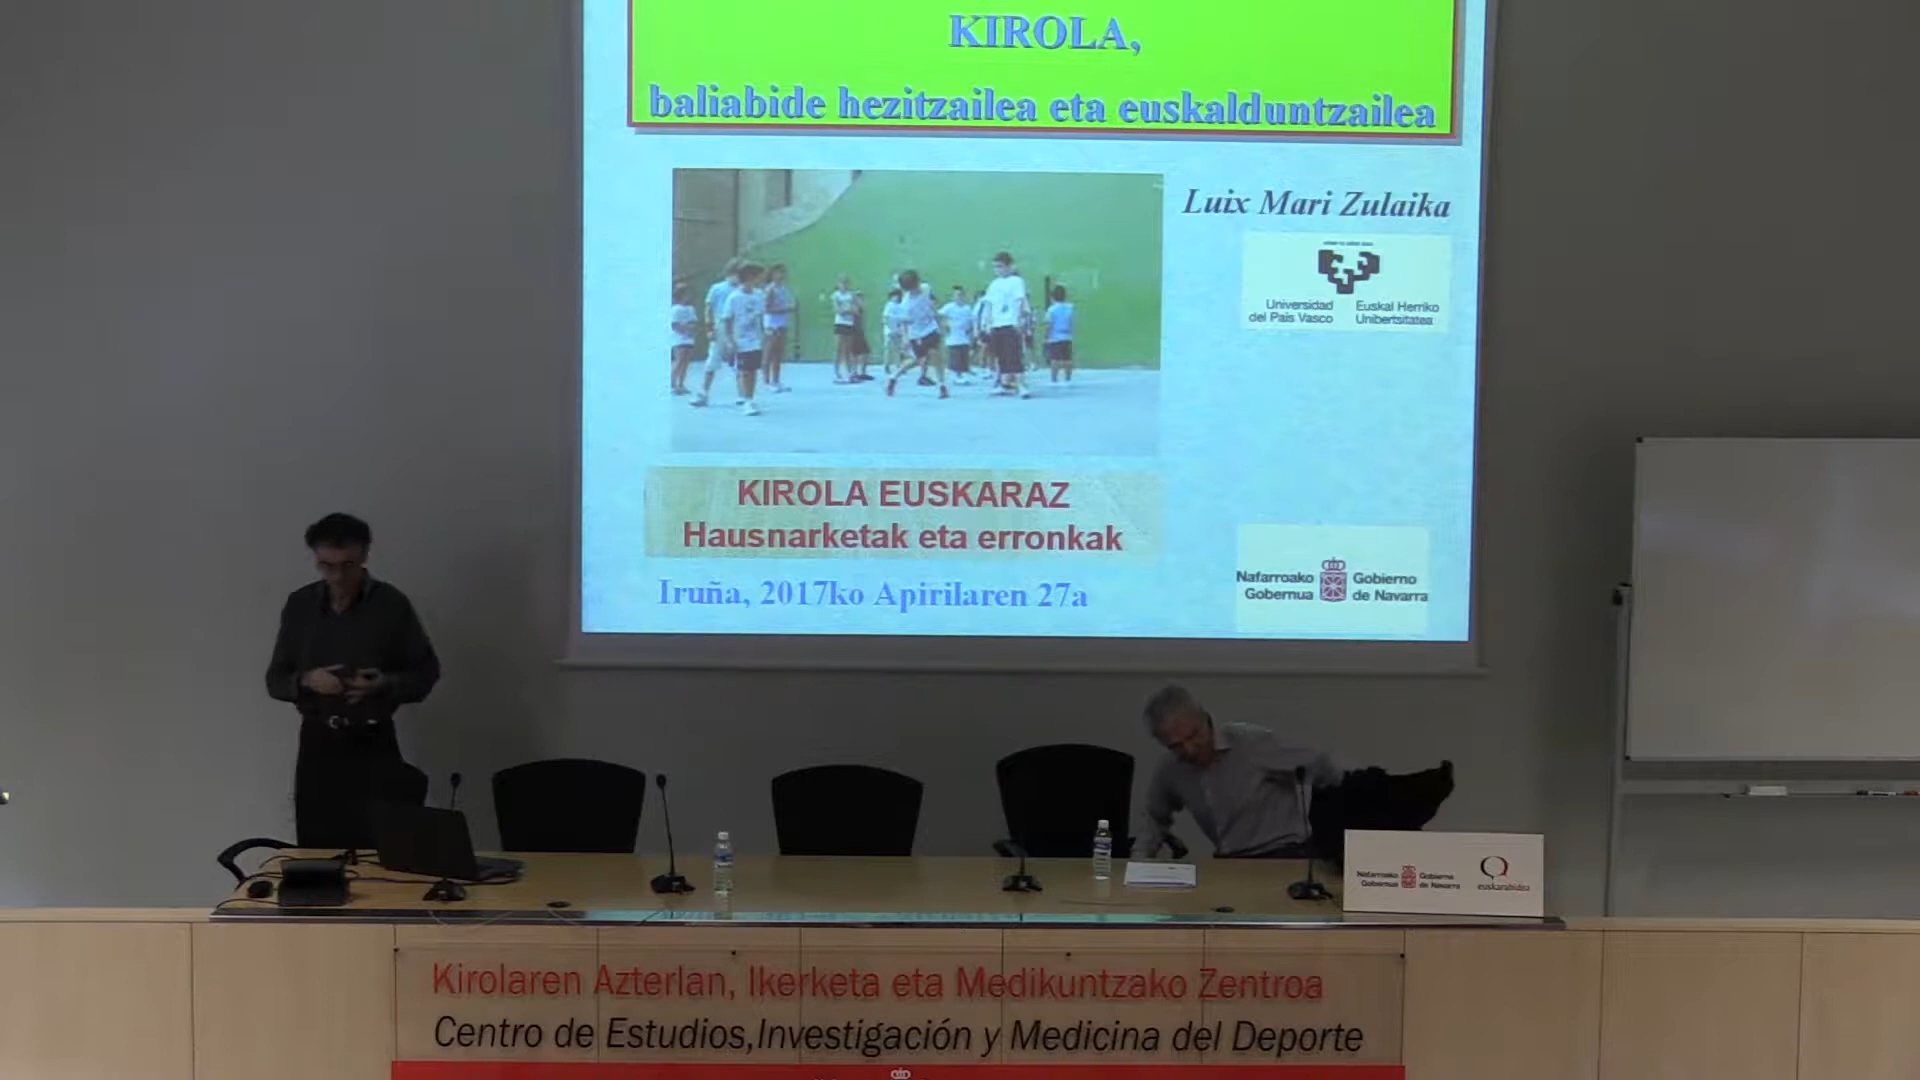 KIROLA,
baliabide hezitzailea eta euskalduntzailea
Luix Mari Zulaika
Universidad
del País Vasco
Euskal Herriko
Unibertsitatea
KIROLA EUSKARAZ
Hausnarketak eta erronkak
Iruña, 2017ko Apirilaren 27a
Nafarroako
Gobernua
Gobierno
de Navarra
Nafarroako
Gobernua
Gobierno
de Navarra
euskarabidea
Kirolaren Azterlan, Ikerketa eta Medikuntzako Zentroa
Centro de Estudios, Investigación y Medicina del Deporte